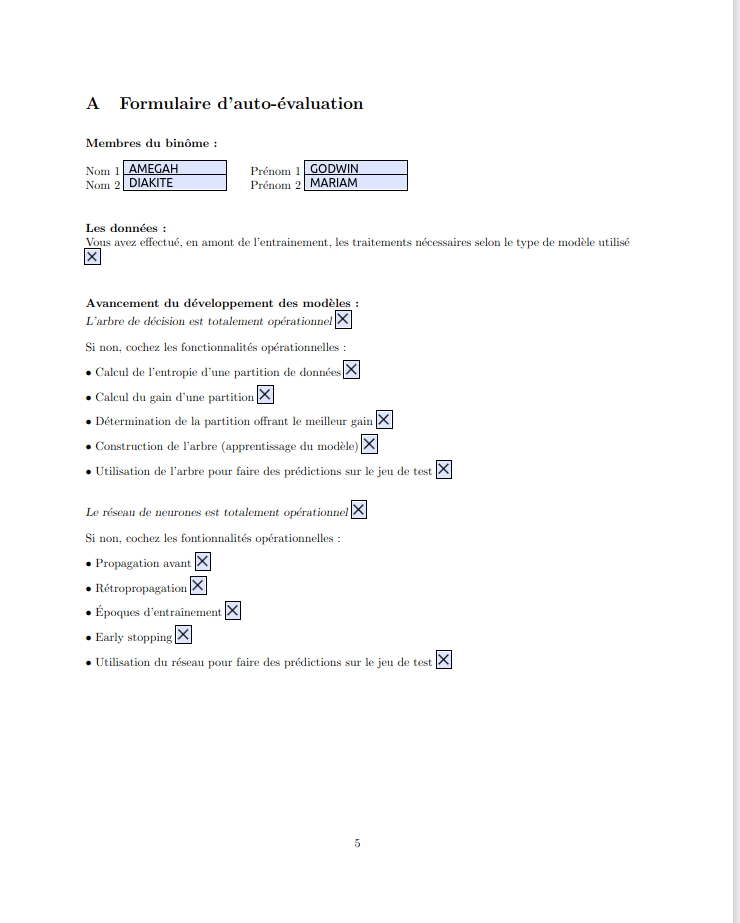 A Formulaire d'auto-évaluation
Membres du binôme :
Nom 1 AMEGAH Prénom 1 GODWIN
Nom 2 DIAKITE Prénom 2 MARIAM
Les données :
Vous avez effectué, en amont de l'entrainement, les traitements nécessaires selon le type de modèle utilisé
Avancement du développement des modèles :
L'arbre de décision est totalement opérationnel
Si non, cochez les fonctionnalités opérationnelles :
• Calcul de l'entropie d'une partition de données
• Calcul du gain d'une partition
• Détermination de la partition offrant le meilleur gain
• Construction de l'arbre (apprentissage du modèle)
• Utilisation de l'arbre pour faire des prédictions sur le jeu de test
Le réseau de neurones est totalement opérationnel
Si non, cochez les fontionnalités opérationnelles :
• Propagation avant
• Rétropropagation
• Époques d'entrainement
• Early stopping
• Utilisation du réseau pour faire des prédictions sur le jeu de test
5